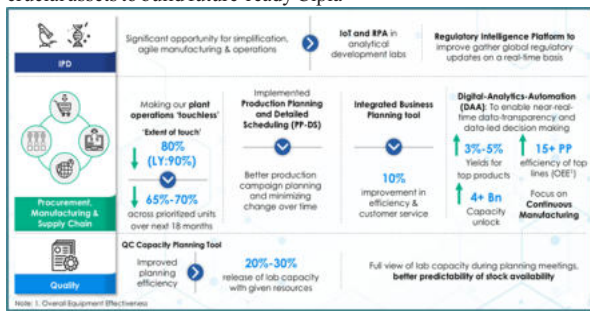 crucial assets to build future-ready Cipla
IPD
Significant opportunity for simplification,
agile manufacturing & operations
IoT and RPA in
analytical
development labs
Regulatory Intelligence Platform to
improve gather global regulatory
updates on a real-time basis
Procurement,
Manufacturing &
Supply Chain
Making our plant
operations 'touchless'
'Extent of touch'
80%
(LY:90%)
65%-70%
across prioritized units
over next 18 months
Implemented
Production Planning
and Detailed
Scheduling (PP-DS)
Better production
campaign planning
and minimizing
change over time
Integrated Business
Planning tool
10%
improvement in
efficiency &
customer service
Digital-Analytics-Automation
(DAA): To enable near-real-
time data-transparency and
data-led decision making
3%-5%
Yields for
top products
15+ PP
efficiency of top
lines (OEE¹)
4+ Bn
Capacity
unlock
Focus on
Continuous
Manufacturing
Quality
QC Capacity Planning Tool
Improved
planning
efficiency
20%-30%
release of lab capacity
with given resources
Full view of lab capacity during planning meetings,
better predictability of stock availability
Note: 1. Overall Equipment Effectiveness